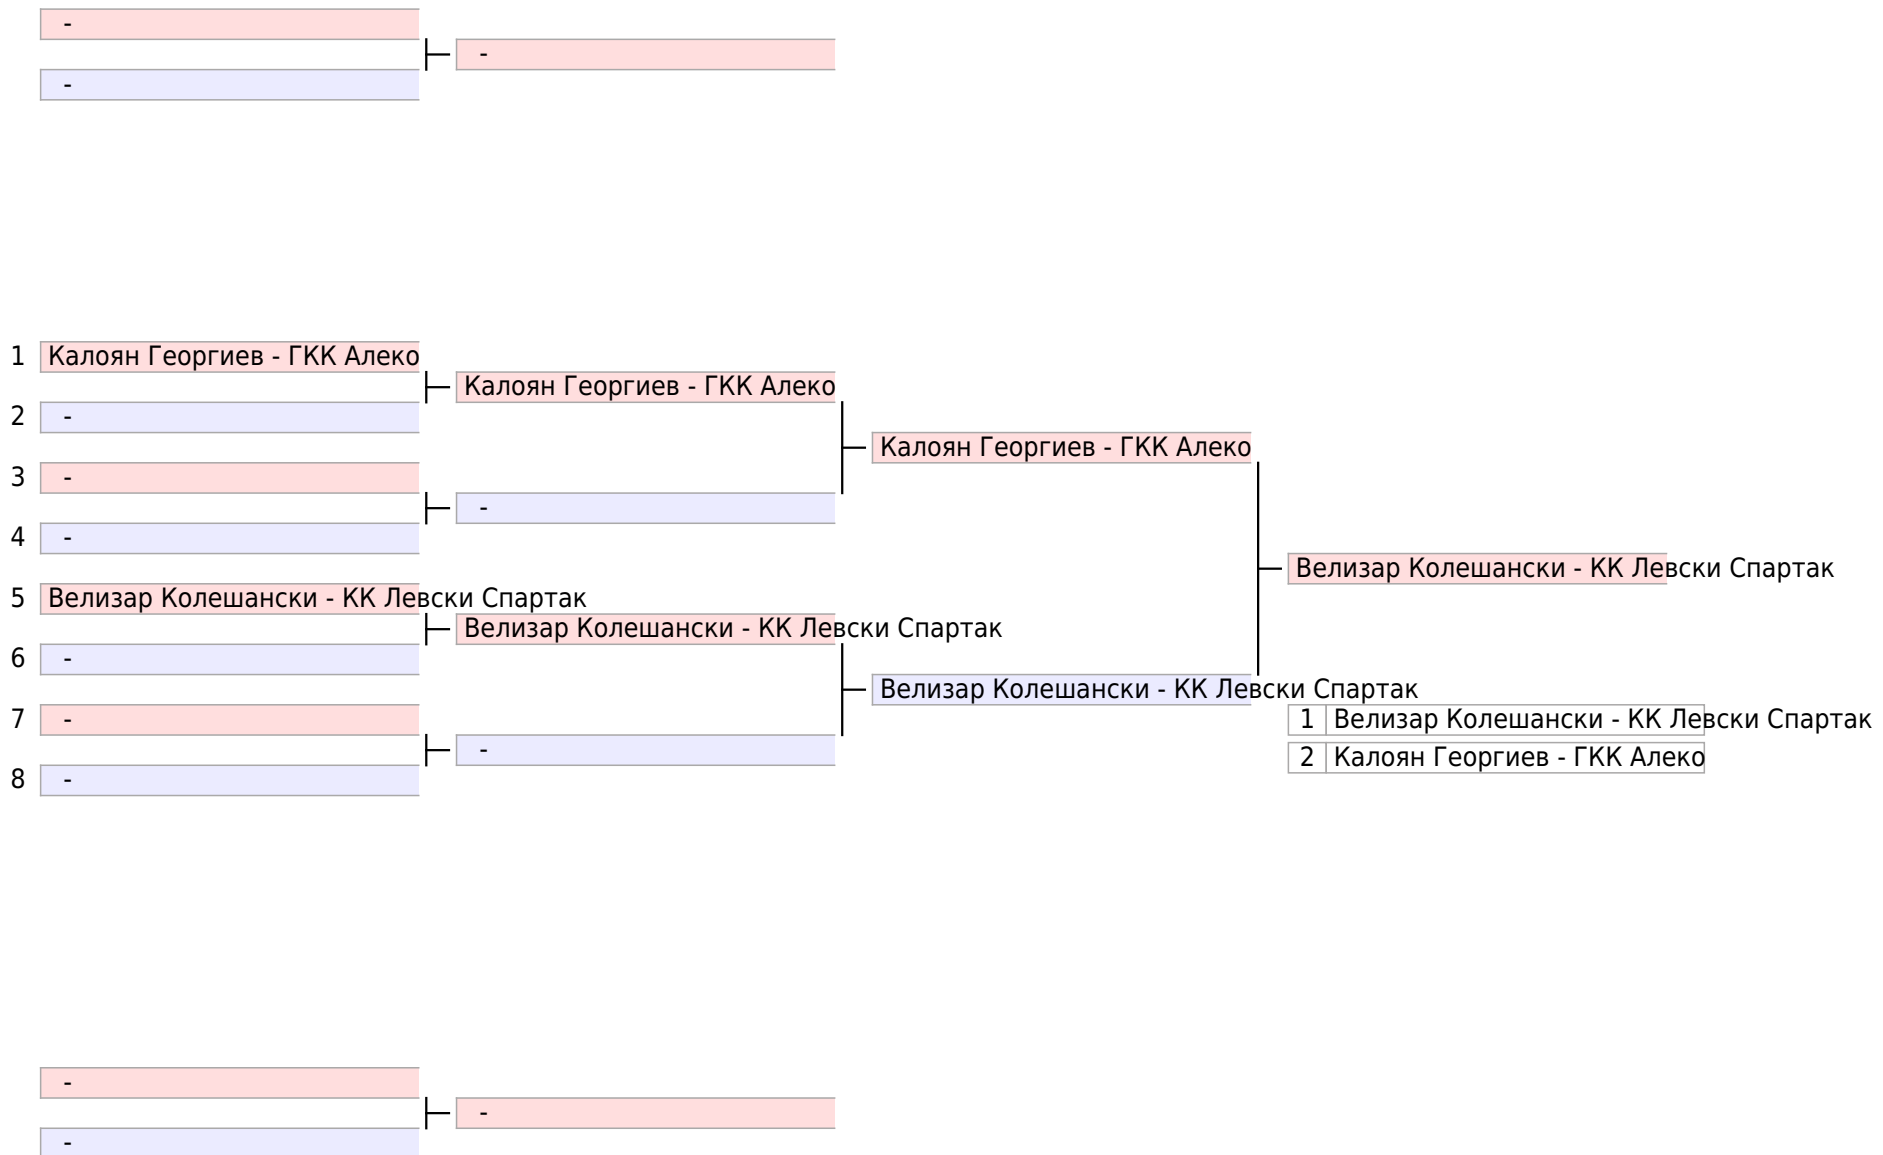 -
-
-
1 Калоян Георгиев - ГКК Алеко
Калоян Георгиев - ГКК Алеко
2 -
Калоян Георгиев - ГКК Алеко
3 -
-
4 -
Велизар Колешански - КК Левски Спартак
5 Велизар Колешански - КК Левски Спартак
Велизар Колешански - КК Левски Спартак
6 -
Велизар Колешански - КК Левски Спартак
7 -
1 Велизар Колешански - КК Левски Спартак
-
2 Калоян Георгиев - ГКК Алеко
8 -
-
-
-